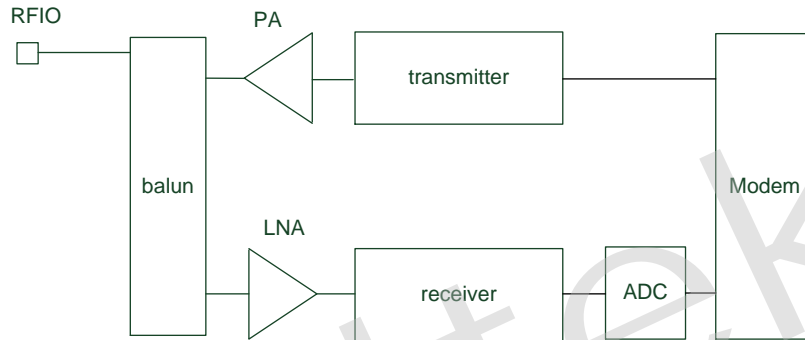 RFIO
PA
transmitter
balun
Modem
LNA
receiver
ADC